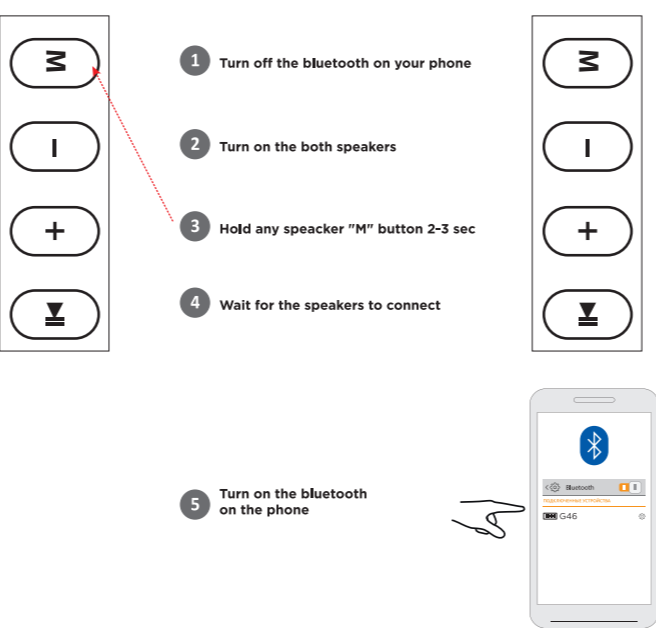 M
M
1 Turn off the bluetooth on your phone
2 Turn on the both speakers
3 Hold any speacker "M" button 2-3 sec
4 Wait for the speakers to connect
5 Turn on the bluetooth
on the phone
Bluetooth
ПОДКЛЮЧЕННЫЕ УСТРОЙСТВА
G46